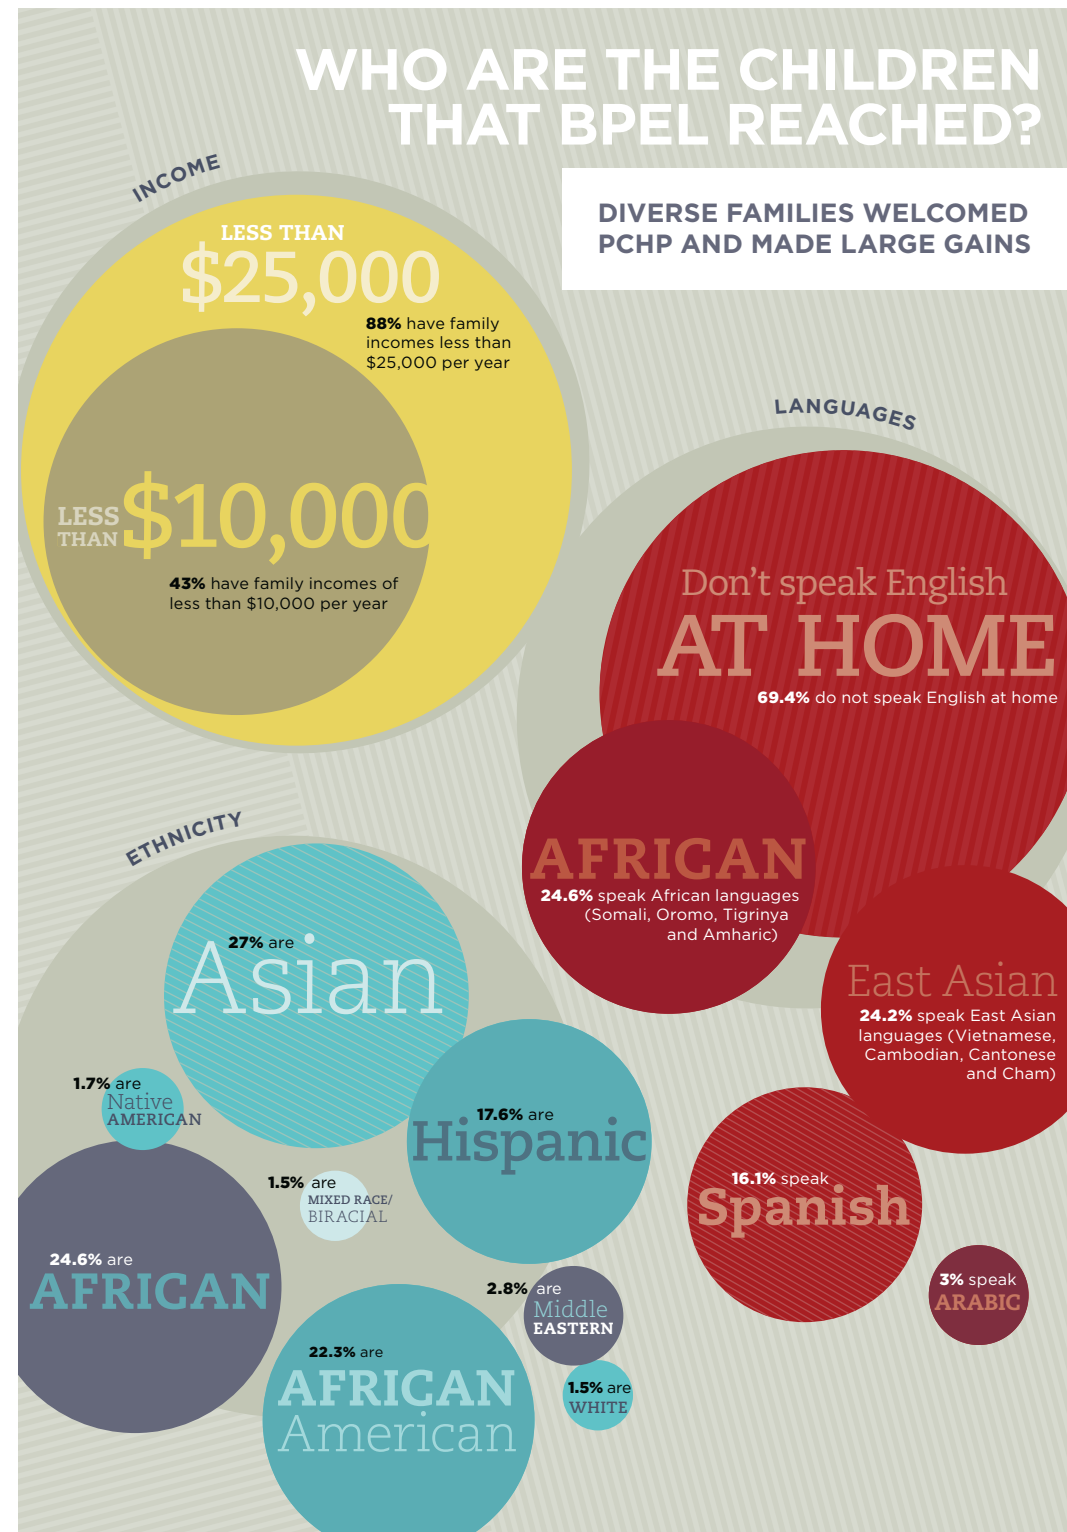 WHO ARE THE CHILDREN
THAT BPEL REACHED?
DIVERSE FAMILIES WELCOMED
PCHP AND MADE LARGE GAINS
INCOME
LESS THAN
$25,000
88% have family
incomes less than
$25,000 per year
LESS
THAN
$10,000
43% have family incomes of
less than $10,000 per year
LANGUAGES
Don't speak English
AT HOME
69.4% do not speak English at home
AFRICAN
24.6% speak African languages
(Somali, Oromo, Tigrinya
and Amharic)
East Asian
24.2% speak East Asian
languages (Vietnamese,
Cambodian, Cantonese
and Cham)
16.1% speak
Spanish
3% speak
ARABIC
ETHNICITY
27% are
Asian
1.7% are
Native
AMERICAN
17.6% are
Hispanic
1.5% are
MIXED RACE/
BIRACIAL
24.6% are
AFRICAN
2.8% are
Middle
EASTERN
22.3% are
AFRICAN
American
1.5% are
WHITE